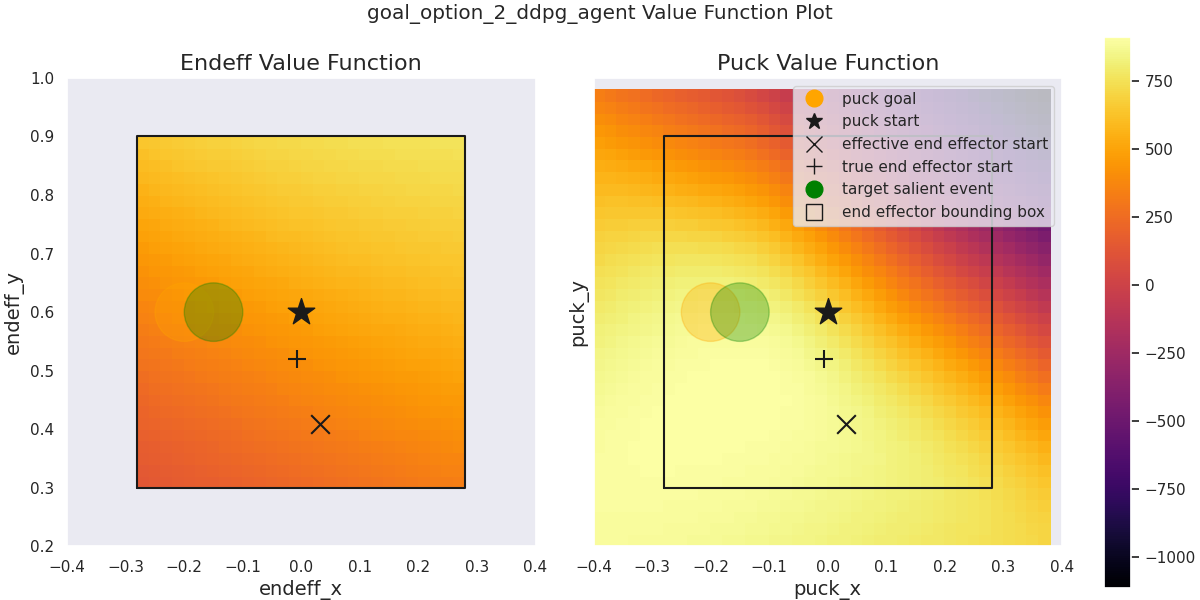 goal_option_2_ddpg_agent Value Function Plot
Endeff Value Function
endeff_y
1.0
0.9
0.8
0.7
0.6
0.5
0.4
0.3
0.2
−0.4 −0.3 −0.2 −0.1 0.0 0.1 0.2 0.3 0.4
endeff_x
Puck Value Function
puck_y
puck goal
puck start
effective end effector start
true end effector start
target salient event
end effector bounding box
−0.4 −0.3 −0.2 −0.1 0.0 0.1 0.2 0.3 0.4
puck_x
750
500
250
0
−250
−500
−750
−1000